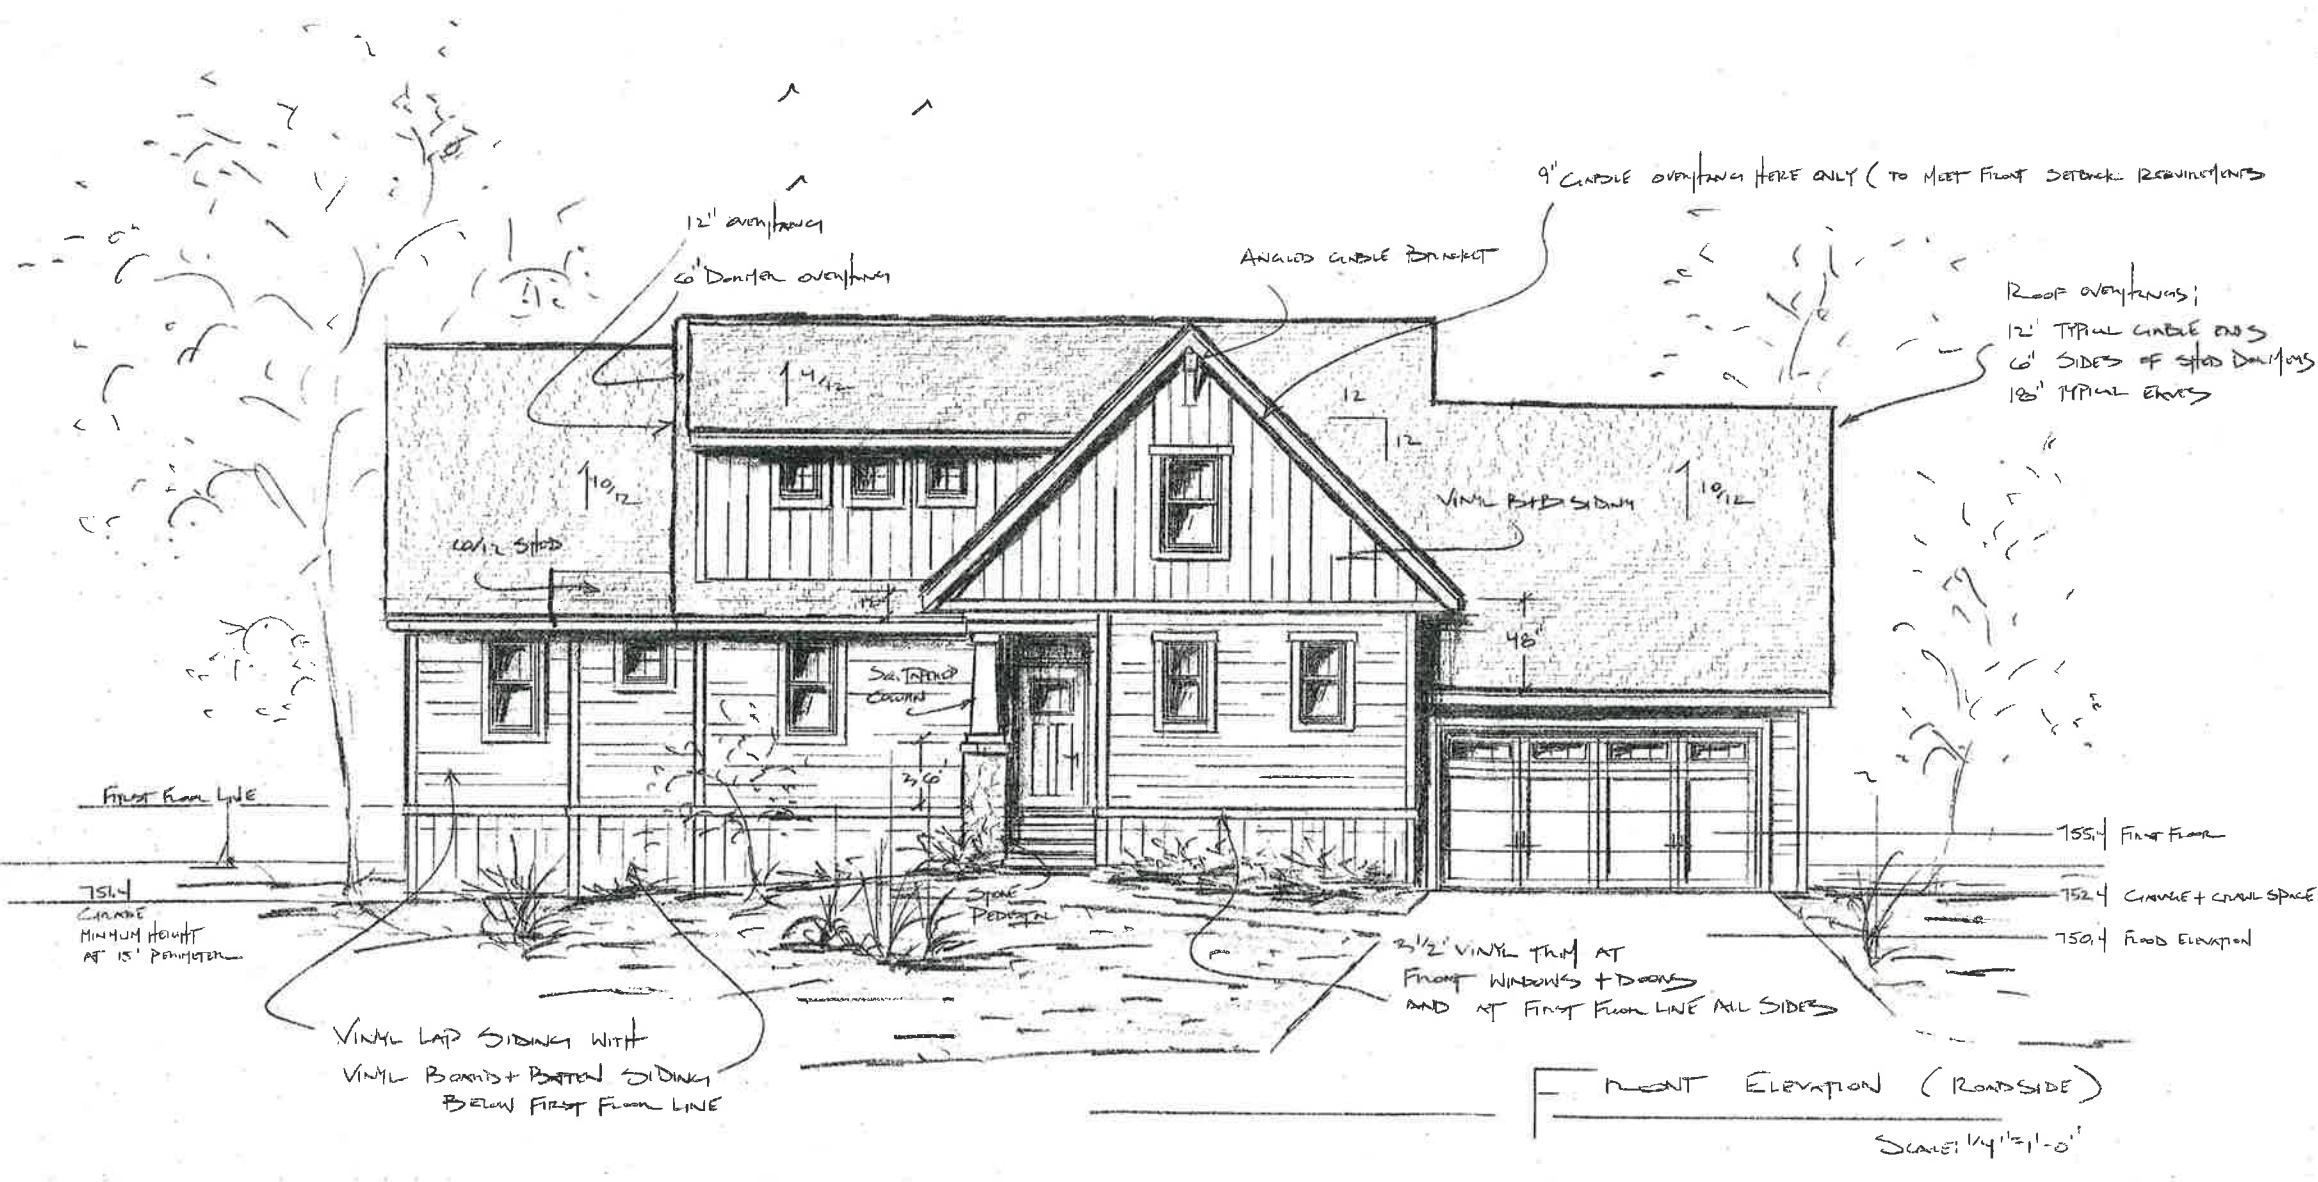 9" GABLE OVERHANG HERE ONLY ( TO MEET FRONT SETBACK REQUIREMENTS
12" OVERHANG
6" DORMER OVERHANG
ANGLED GABLE BRACKET
ROOF OVERHANGS;
12" TYPICAL GABLE ENDS
6" SIDES OF SHED DORMERS
18" TYPICAL EAVES
4/12
12
12
10/12
VINYL B+B SIDING
10/12
6/12 SHED
48"
SQ. TAPERED
COLUMN
3'6"
FIRST FLOOR LINE
755.4 FIRST FLOOR
751.4
GARAGE
MINIMUM HEIGHT
AT 15' PERIMETER
752.4 GARAGE + CRAWL SPACE
STONE
PEDESTAL
750.4 FLOOD ELEVATION
3 1/2" VINYL TRIM AT
FRONT WINDOWS + DOORS
AND AT FIRST FLOOR LINE ALL SIDES
VINYL LAP SIDING WITH
VINYL BOARD + BATTEN SIDING
BELOW FIRST FLOOR LINE
FRONT ELEVATION (ROADSIDE)
SCALE: 1/4" = 1'-0"